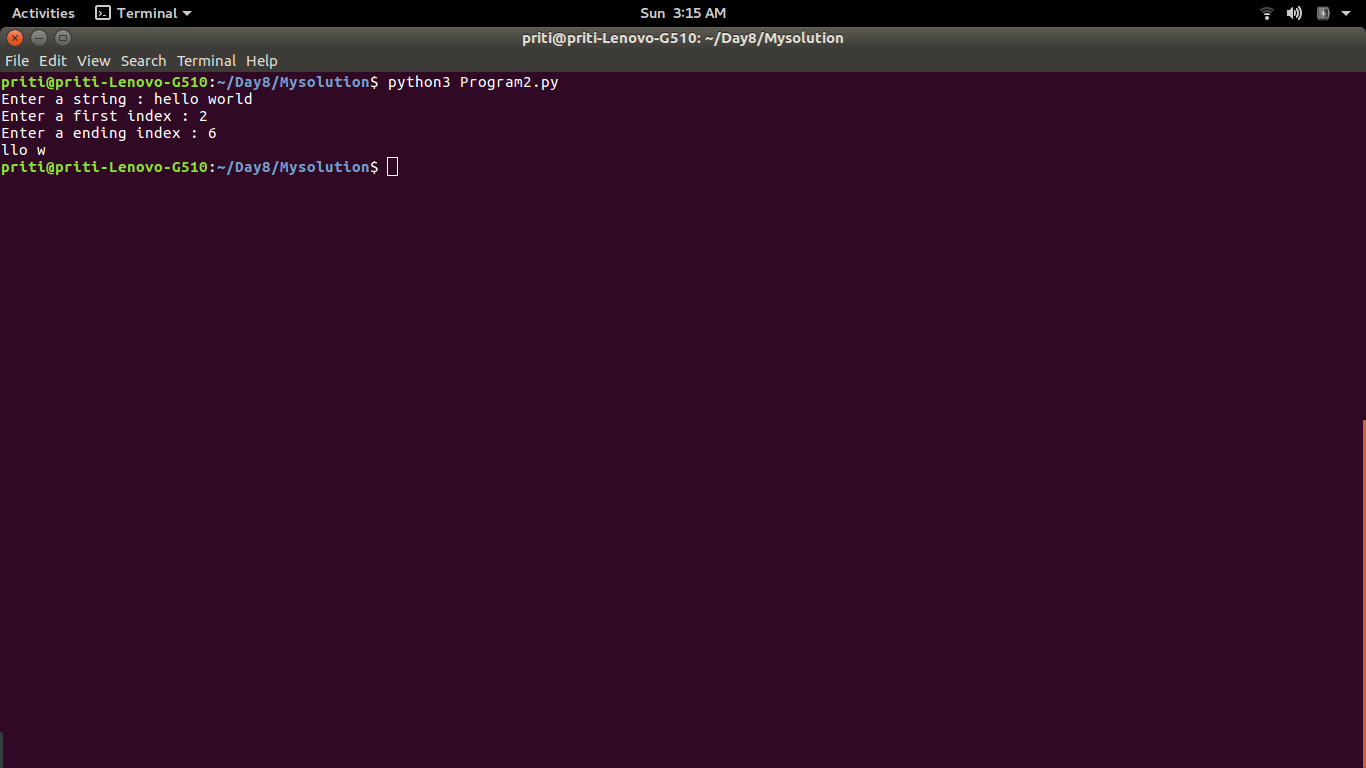 Activities Terminal Sun 3:15 AM
priti@priti-Lenovo-G510: ~/Day8/Mysolution
File Edit View Search Terminal Help
priti@priti-Lenovo-G510:~/Day8/Mysolution$ python3 Program2.py
Enter a string : hello world
Enter a first index : 2
Enter a ending index : 6
llo w
priti@priti-Lenovo-G510:~/Day8/Mysolution$